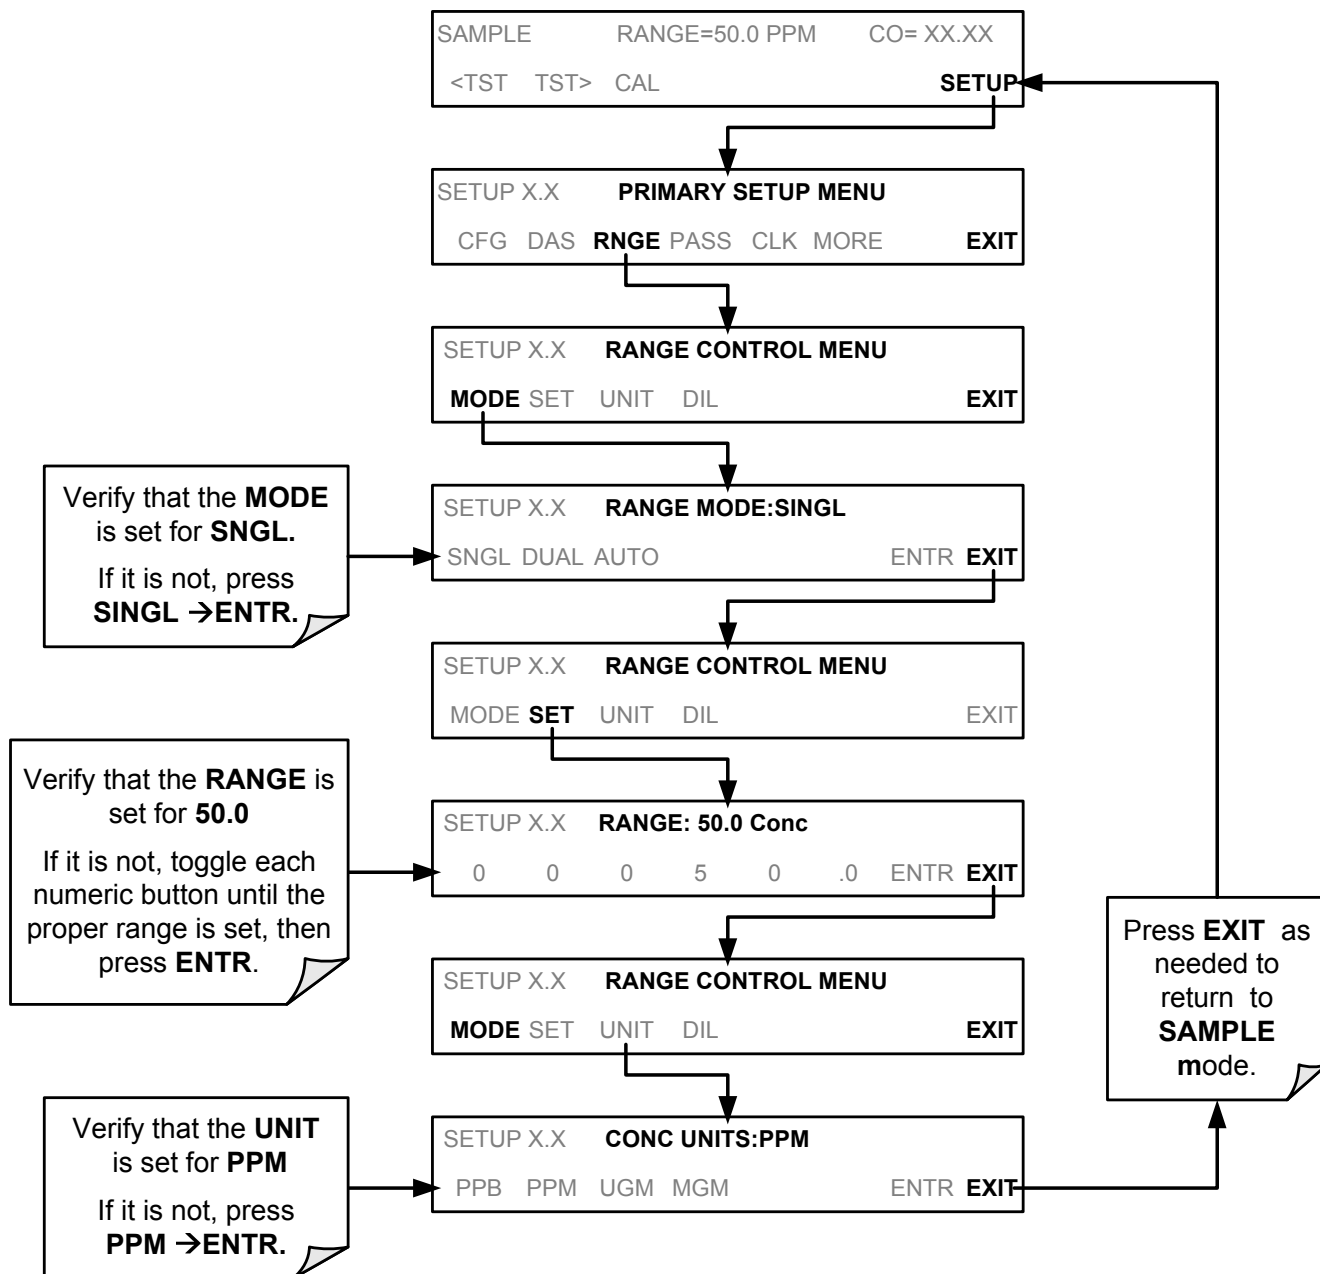 SAMPLE RANGE=50.0 PPM CO= XX.XX
<TST TST> CAL SETUP
SETUP X.X PRIMARY SETUP MENU
CFG DAS RNGE PASS CLK MORE EXIT
SETUP X.X RANGE CONTROL MENU
MODE SET UNIT DIL EXIT
Verify that the MODE
is set for SNGL.
If it is not, press
SINGL →ENTR.
SETUP X.X RANGE MODE:SINGL
SNGL DUAL AUTO ENTR EXIT
SETUP X.X RANGE CONTROL MENU
MODE SET UNIT DIL EXIT
Verify that the RANGE is
set for 50.0
If it is not, toggle each
numeric button until the
proper range is set, then
press ENTR.
SETUP X.X RANGE: 50.0 Conc
0 0 0 5 0 .0 ENTR EXIT
SETUP X.X RANGE CONTROL MENU
MODE SET UNIT DIL EXIT
Verify that the UNIT
is set for PPM
If it is not, press
PPM →ENTR.
SETUP X.X CONC UNITS:PPM
PPB PPM UGM MGM ENTR EXIT
Press EXIT as
needed to
return to
SAMPLE
mode.